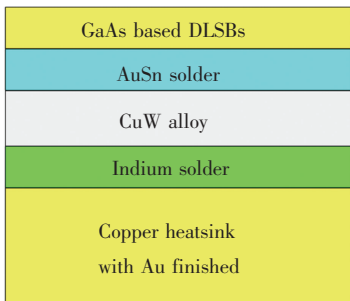 GaAs based DLSBs
AuSn solder
CuW alloy
Indium solder
Copper heatsink
with Au finished